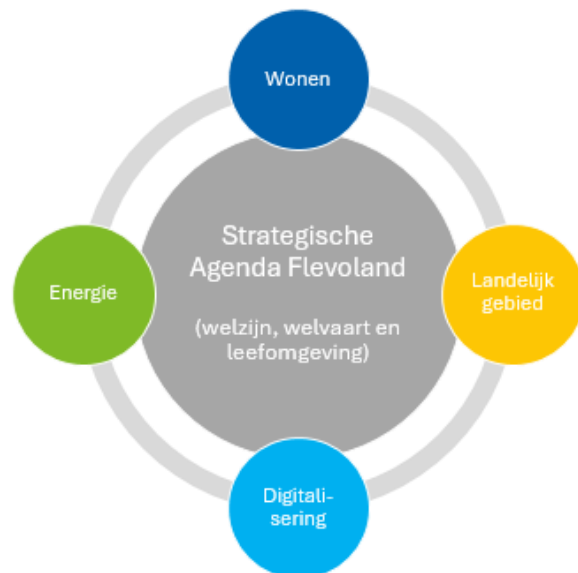 Wonen
Strategische
Agenda Flevoland
(welzijn, welvaart en
leefomgeving)
Energie
Landelijk
gebied
Digitali-
sering